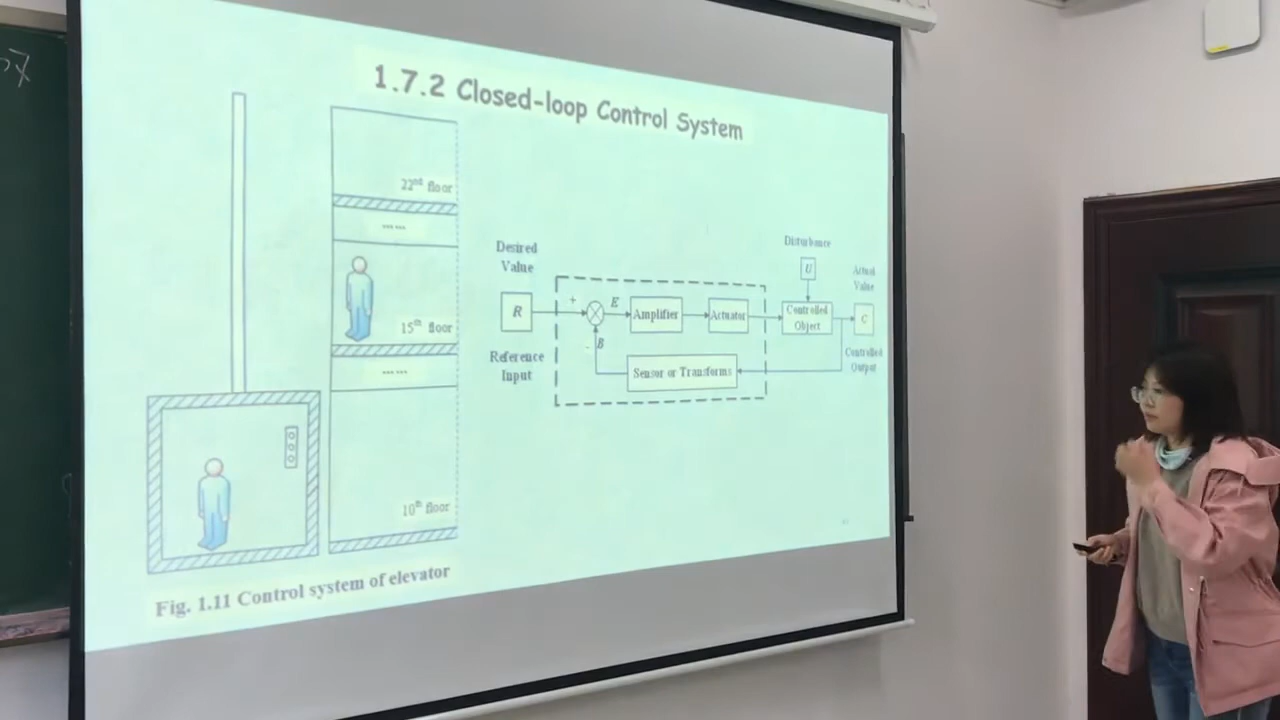 1.7.2 Closed-loop Control System
22nd floor
......
15th floor
......
10th floor
Fig. 1.11 Control system of elevator
Desired
Value
R
Reference
Input
+
E
-
B
Amplifier
Actuator
Sensor or Transforms
Disturbance
U
Controlled
Object
Actual
Value
C
Controlled
Output